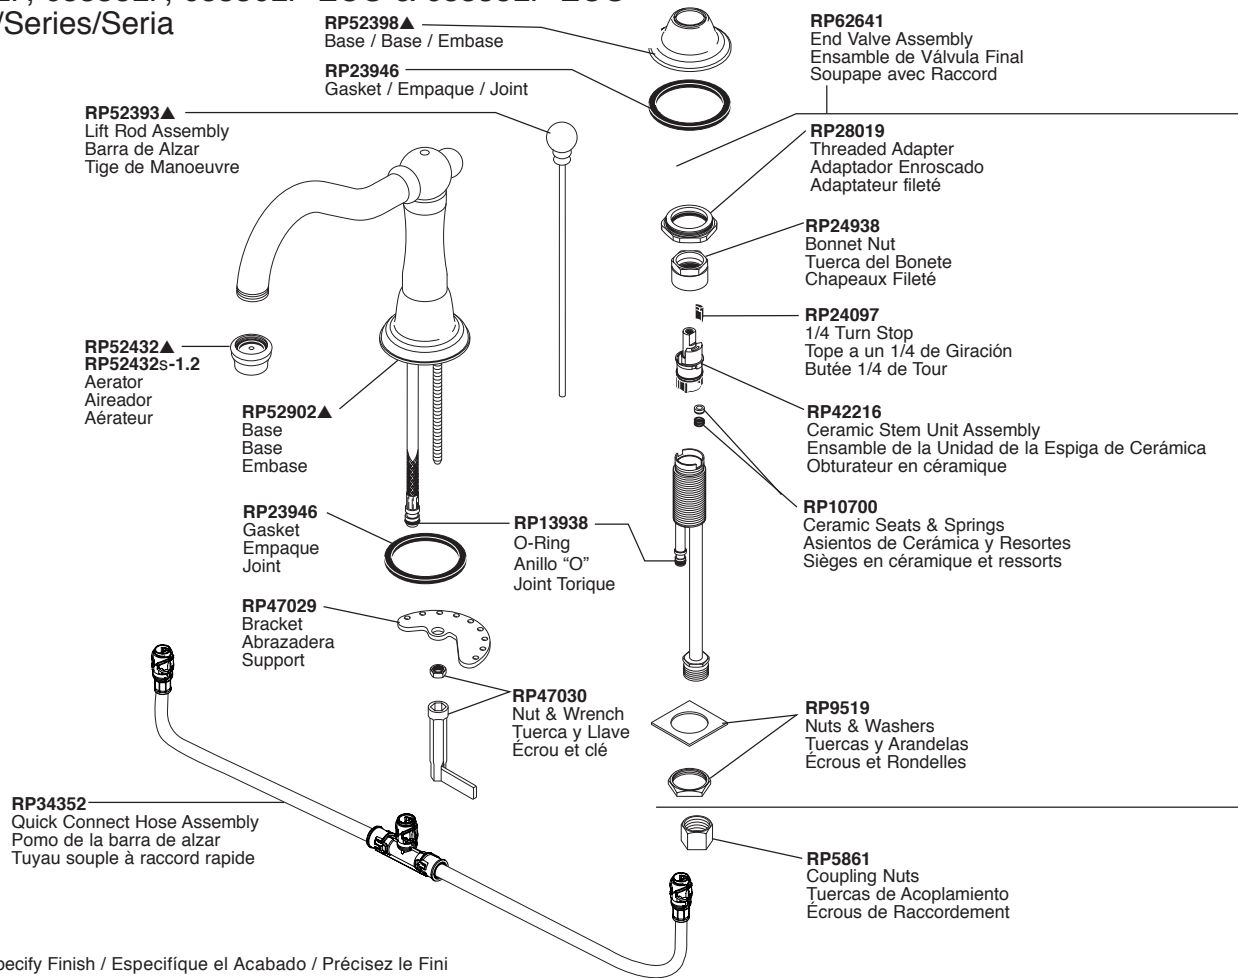 /Series/Seria
RP52398▲
Base / Base / Embase
RP23946
Gasket / Empaque / Joint
RP52393▲
Lift Rod Assembly
Barra de Alzar
Tige de Manoeuvre
RP62641
End Valve Assembly
Ensamble de Válvula Final
Soupape avec Raccord
RP28019
Threaded Adapter
Adaptador Enroscado
Adaptateur fileté
RP24938
Bonnet Nut
Tuerca del Bonete
Chapeaux Fileté
RP24097
1/4 Turn Stop
Tope a un 1/4 de Giración
Butée 1/4 de Tour
RP52432▲
RP52432s-1.2
Aerator
Aireador
Aérateur
RP52902▲
Base
Base
Embase
RP42216
Ceramic Stem Unit Assembly
Ensamble de la Unidad de la Espiga de Cerámica
Obturateur en céramique
RP23946
Gasket
Empaque
Joint
RP13938
O-Ring
Anillo “O”
Joint Torique
RP10700
Ceramic Seats & Springs
Asientos de Cerámica y Resortes
Sièges en céramique et ressorts
RP47029
Bracket
Abrazadera
Support
RP47030
Nut & Wrench
Tuerca y Llave
Écrou et clé
RP9519
Nuts & Washers
Tuercas y Arandelas
Écrous et Rondelles
RP34352
Quick Connect Hose Assembly
Pomo de la barra de alzar
Tuyau souple à raccord rapide
RP5861
Coupling Nuts
Tuercas de Acoplamiento
Écrous de Raccordement
pecify Finish / Especifíque el Acabado / Précisez le Fini